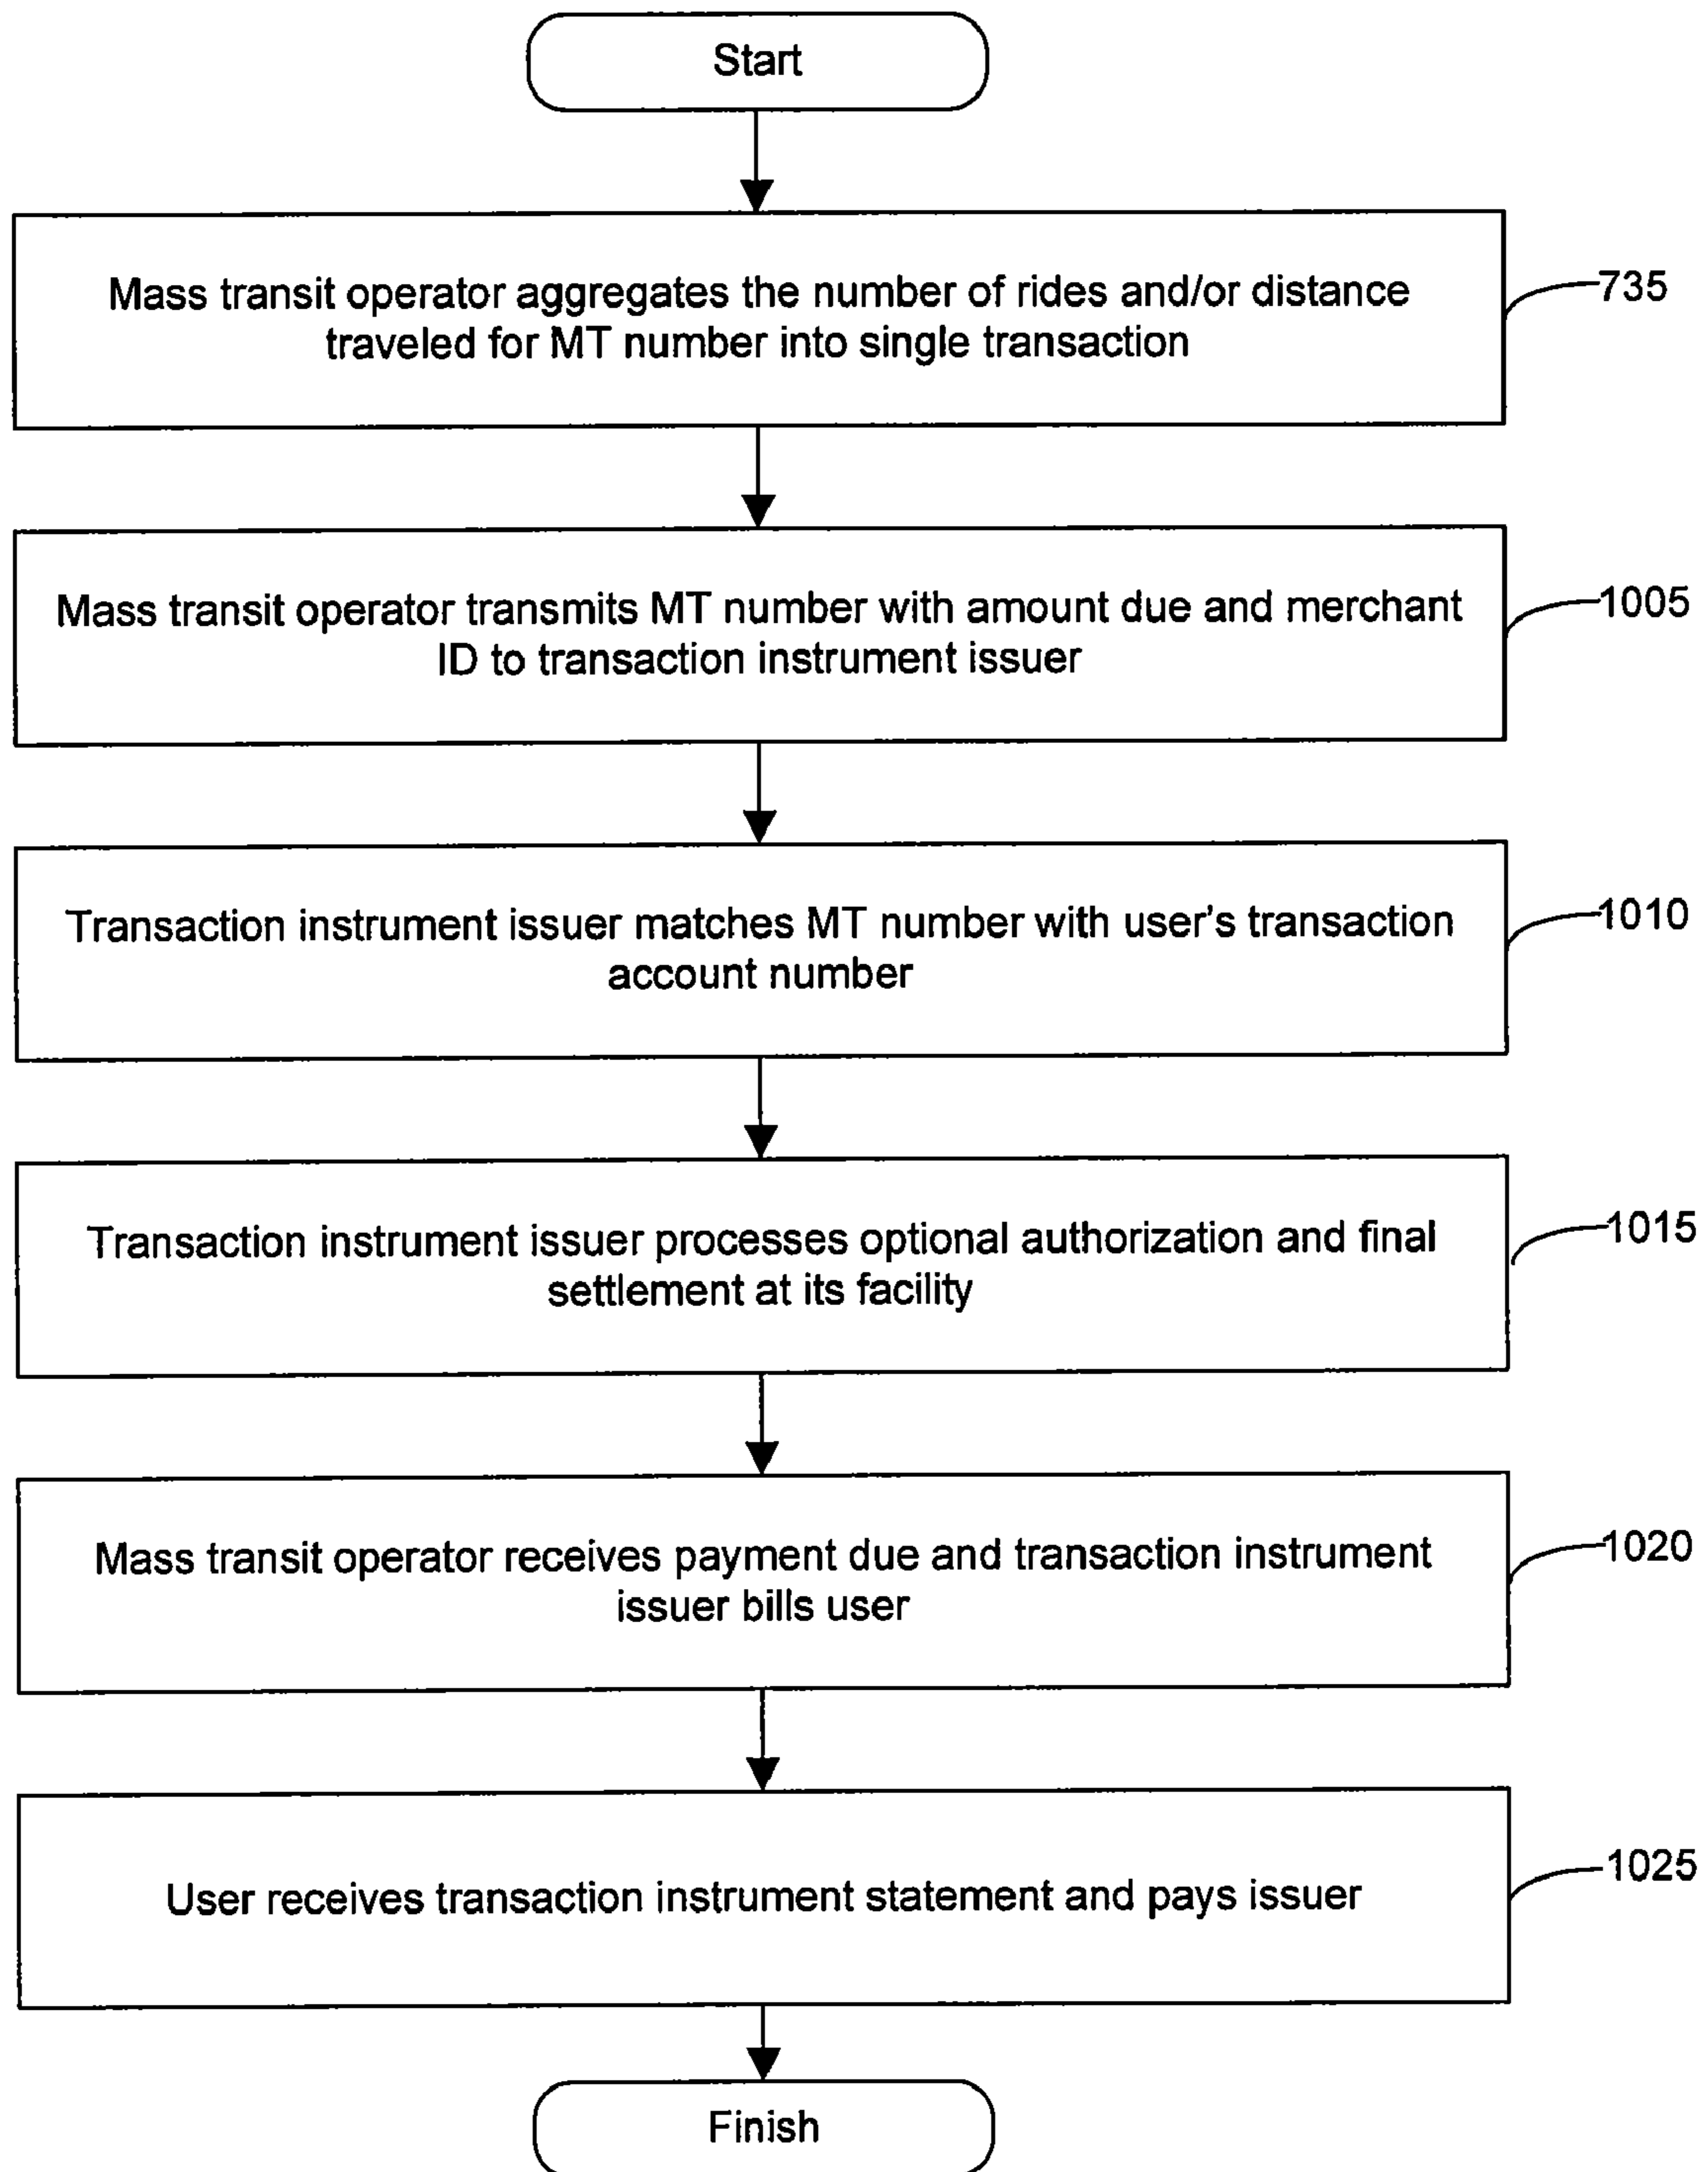 Start
Mass transit operator aggregates the number of rides and/or distance
traveled for MT number into single transaction
735
Mass transit operator transmits MT number with amount due and merchant
ID to transaction instrument issuer
1005
Transaction instrument issuer matches MT number with user's transaction
account number
1010
Transaction instrument issuer processes optional authorization and final
settlement at its facility
1015
Mass transit operator receives payment due and transaction instrument
issuer bills user
1020
User receives transaction instrument statement and pays issuer
1025
Finish